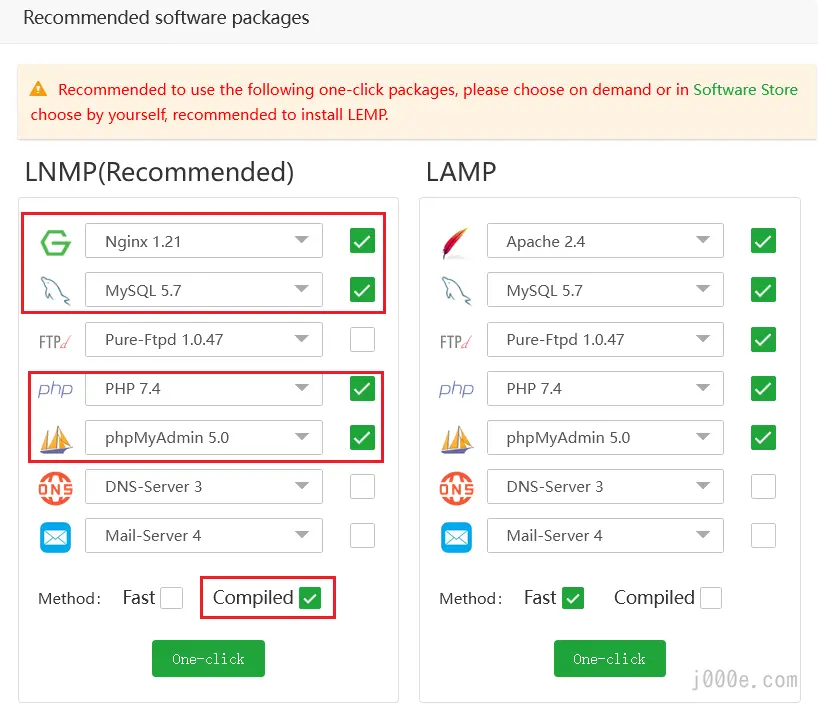 Recommended software packages
Recommended to use the following one-click packages, please choose on demand or in Software Store
choose by yourself, recommended to install LEMP.
LNMP(Recommended)
Nginx 1.21
MySQL 5.7
FTPd Pure-Ftpd 1.0.47
php PHP 7.4
phpMyAdmin 5.0
DNS DNS-Server 3
Mail-Server 4
Method: Fast Compiled
One-click
LAMP
Apache 2.4
MySQL 5.7
FTPd Pure-Ftpd 1.0.47
php PHP 7.4
phpMyAdmin 5.0
DNS DNS-Server 3
Mail-Server 4
Method: Fast Compiled
One-click
j000e.com